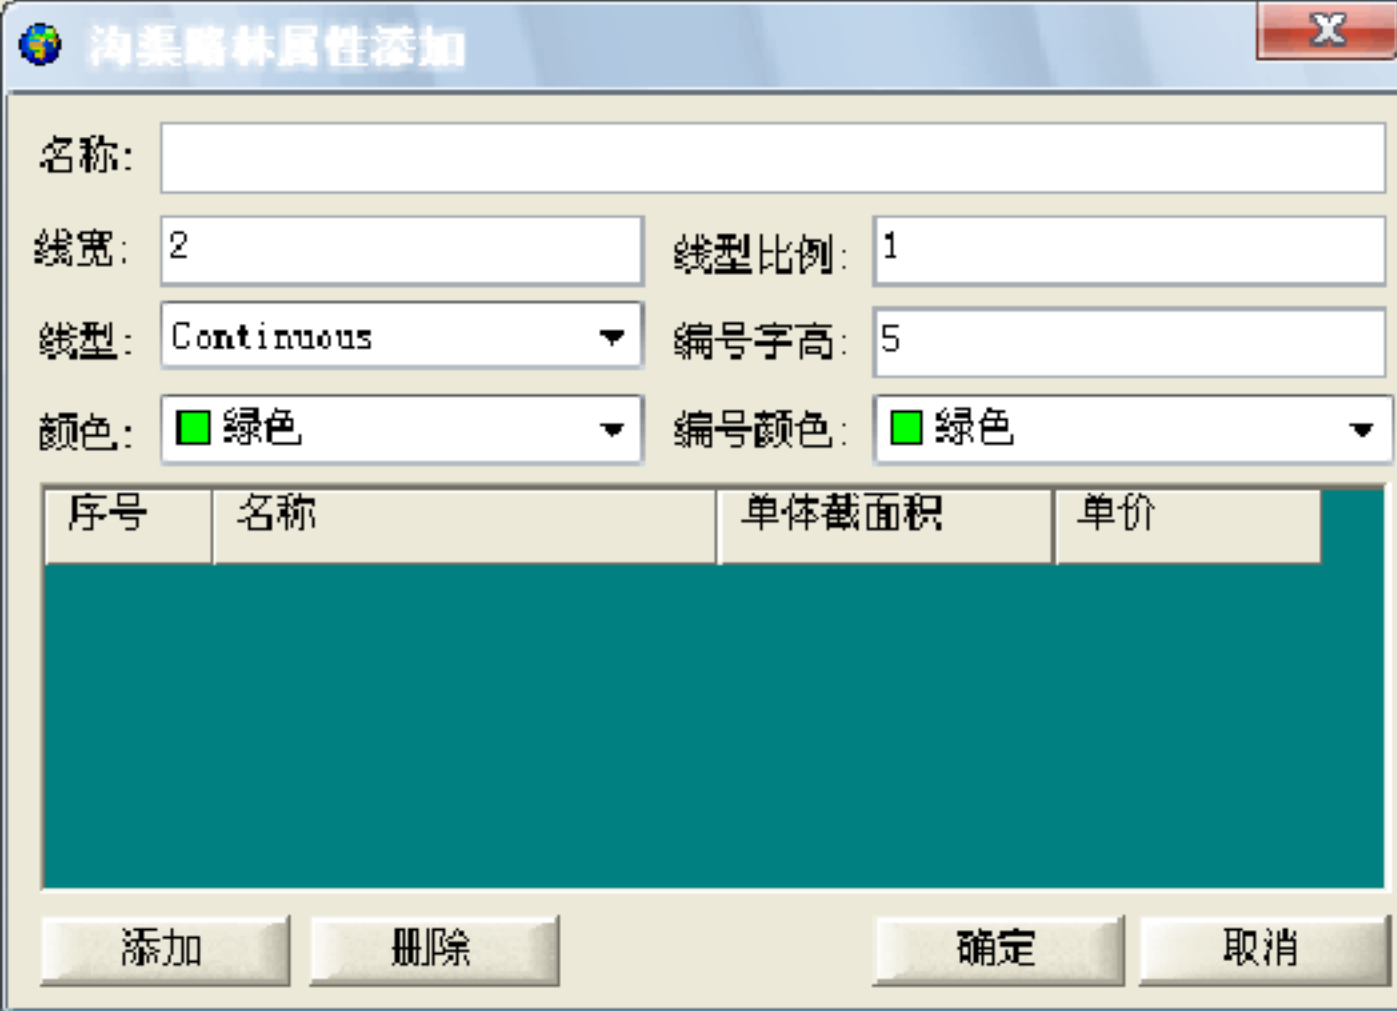 沟渠路林属性添加
名称:
线宽: 2 线型比例: 1
线型: Continuous 编号字高: 5
颜色: 绿色 编号颜色: 绿色
序号 名称 单体截面积 单价
添加 删除 确定 取消